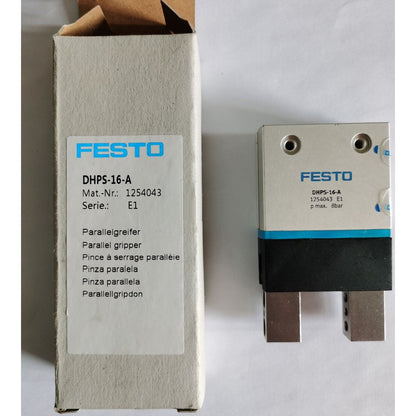 FESTO
DHPS-16-A
Mat.-Nr.: 1254043
Serie.: E1
Parallelgreifer
Parallel gripper
Pince à serrage parallèle
Pinza paralela
Pinza parallela
Parallellgripdon
FESTO
DHPS-16-A
1254043 E1
p max. 8bar